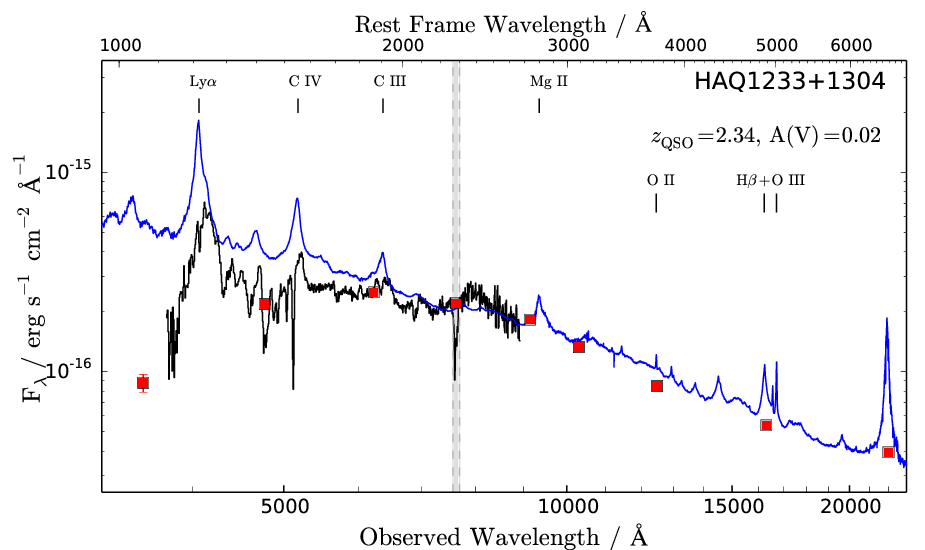 Rest Frame Wavelength / Å
1000 2000 3000 4000 5000 6000
Lyα C IV C III Mg II
HAQ1233+1304
z_QSO=2.34, A(V)=0.02
O II Hβ+O III
F_λ / erg s⁻¹ cm⁻² Å⁻¹
10⁻¹⁵
10⁻¹⁶
5000 10000 15000 20000
Observed Wavelength / Å